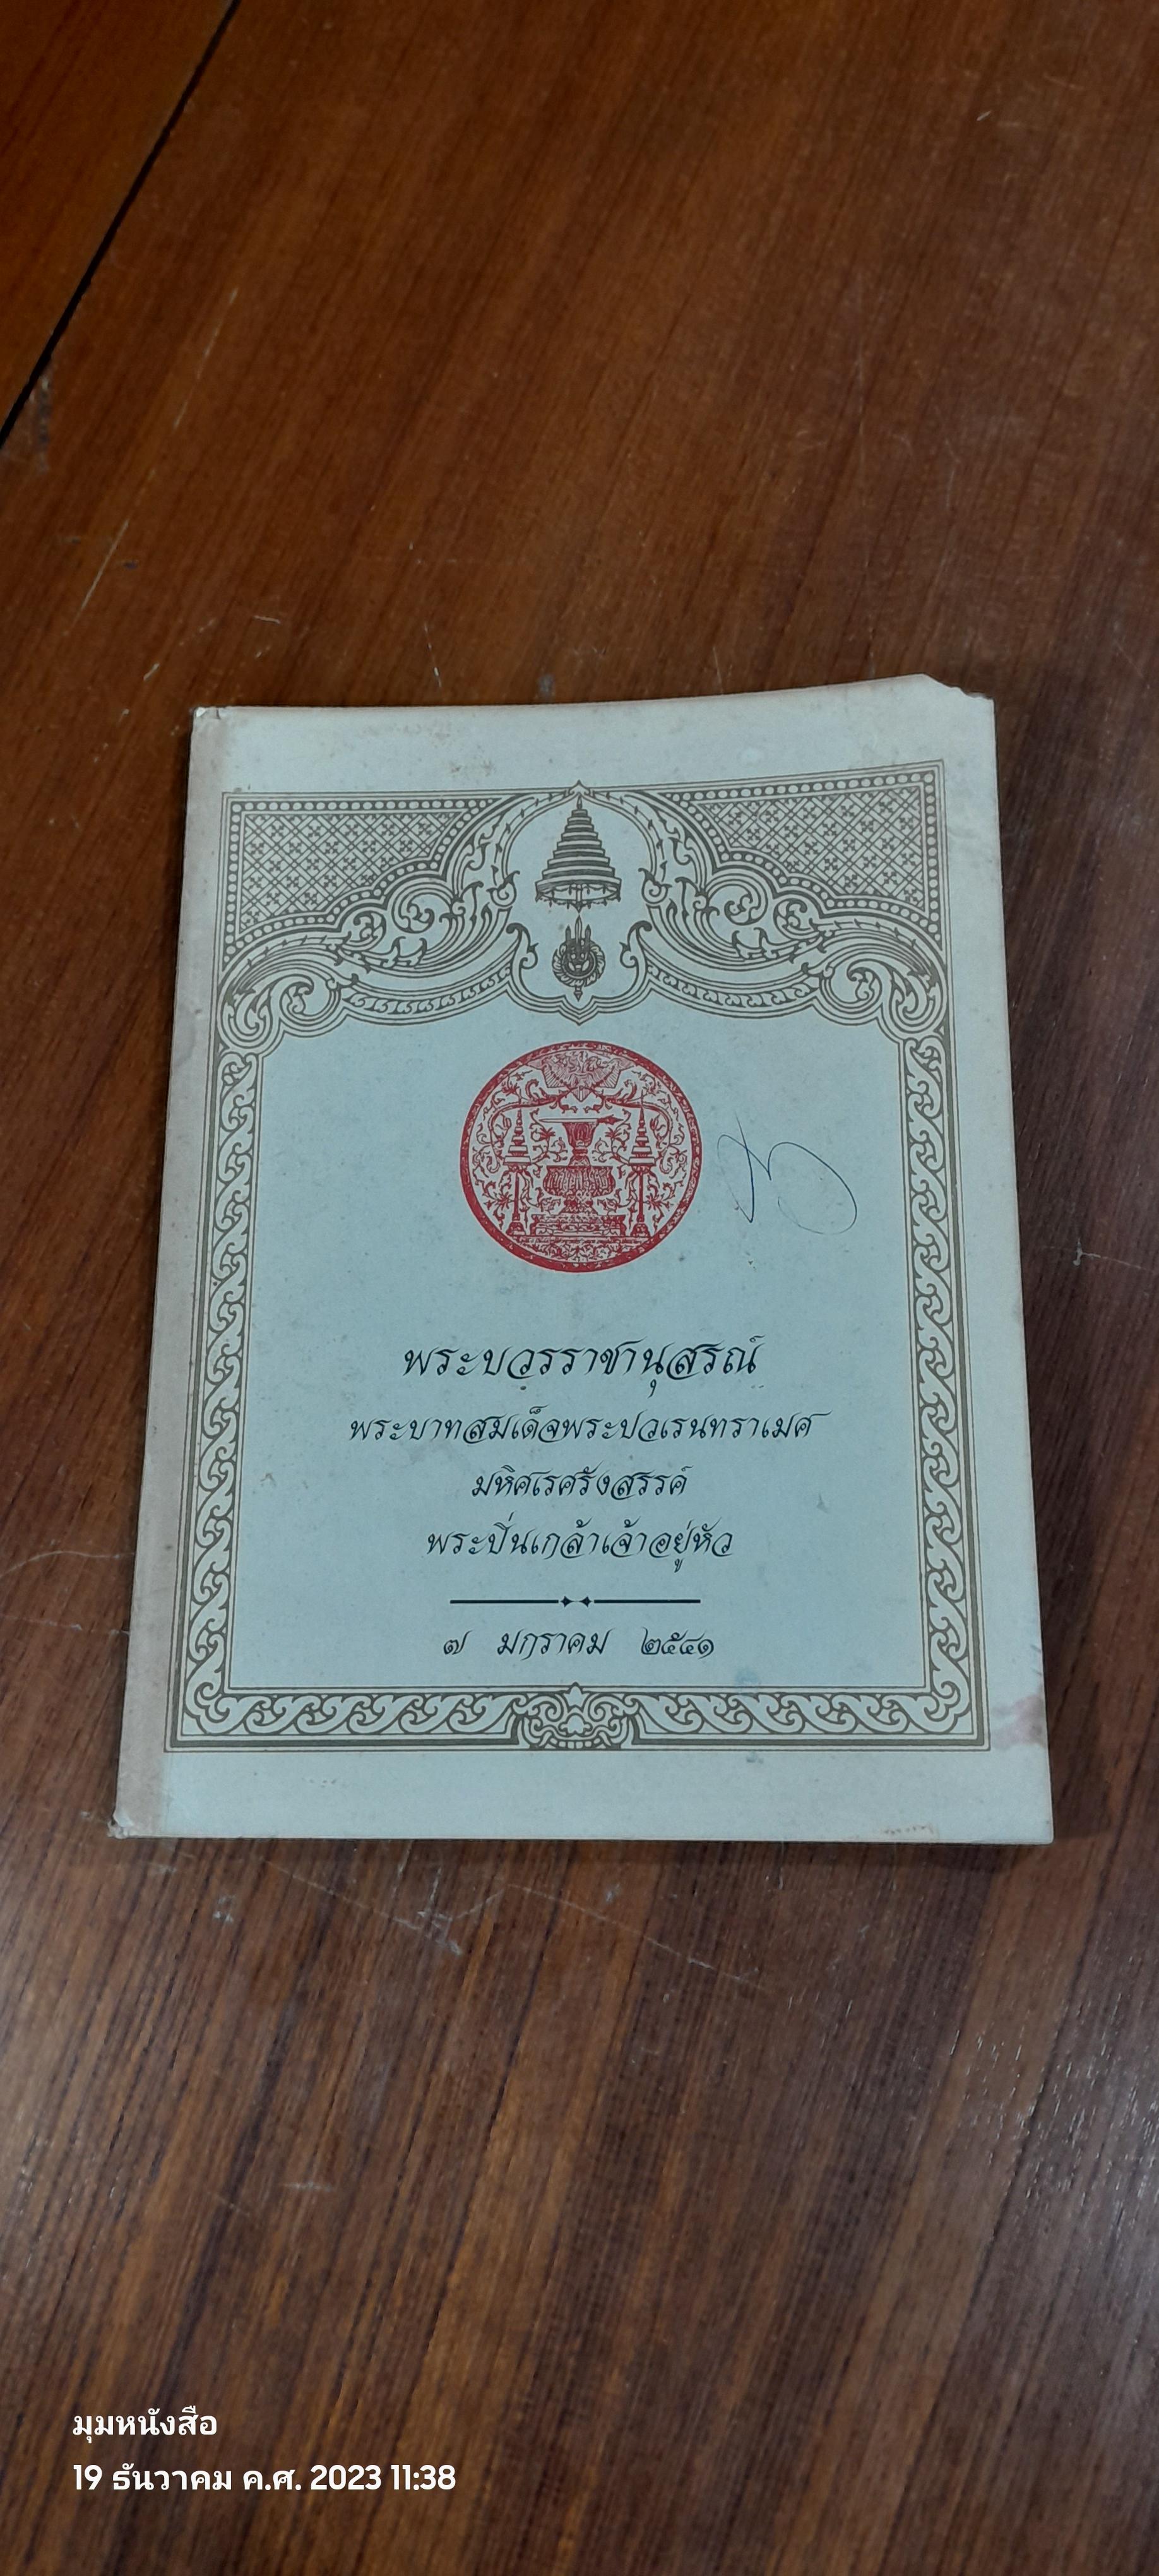 พระบวรราชานุสรณ์
พระบาทสมเด็จพระปวเรนทราเมศ
มหิศเรศรังสรรค์
พระปิ่นเกล้าเจ้าอยู่หัว
๗ มกราคม ๒๕๔๑
มุมหนังสือ
19 ธันวาคม ค.ศ. 2023 11:38